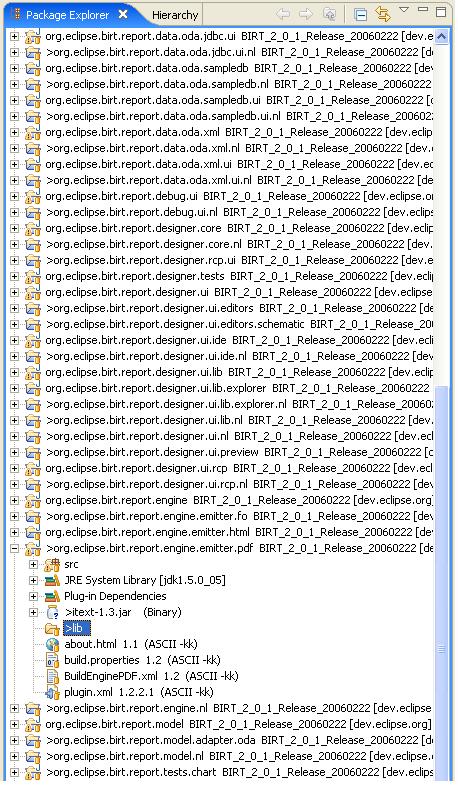 Package Explorer Hierarchy
org.eclipse.birt.report.data.oda.jdbc.ui BIRT_2_0_1_Release_20060222 [dev.e
>org.eclipse.birt.report.data.oda.jdbc.ui.nl BIRT_2_0_1_Release_20060222
org.eclipse.birt.report.data.oda.sampledb BIRT_2_0_1_Release_20060222 [dev
>org.eclipse.birt.report.data.oda.sampledb.nl BIRT_2_0_1_Release_2006022
>org.eclipse.birt.report.data.oda.sampledb.ui BIRT_2_0_1_Release_20060222 [d
>org.eclipse.birt.report.data.oda.sampledb.ui.nl BIRT_2_0_1_Release_200602
org.eclipse.birt.report.data.oda.xml BIRT_2_0_1_Release_20060222 [dev.eclip
>org.eclipse.birt.report.data.oda.xml.nl BIRT_2_0_1_Release_20060222 [dev
org.eclipse.birt.report.data.oda.xml.ui BIRT_2_0_1_Release_20060222 [dev.ec
>org.eclipse.birt.report.data.oda.xml.ui.nl BIRT_2_0_1_Release_20060222 [de
org.eclipse.birt.report.debug.ui BIRT_2_0_1_Release_20060222 [dev.eclipse.or
>org.eclipse.birt.report.debug.ui.nl BIRT_2_0_1_Release_20060222 [dev.eclips
org.eclipse.birt.report.designer.core BIRT_2_0_1_Release_20060222 [dev.eclip
>org.eclipse.birt.report.designer.core.nl BIRT_2_0_1_Release_20060222 [dev.
>org.eclipse.birt.report.designer.rcp.ui BIRT_2_0_1_Release_20060222 [dev.ec
>org.eclipse.birt.report.designer.tests BIRT_2_0_1_Release_20060222 [dev.ecl
org.eclipse.birt.report.designer.ui BIRT_2_0_1_Release_20060222 [dev.eclipse
>org.eclipse.birt.report.designer.ui.editors BIRT_2_0_1_Release_20060222 [de
>org.eclipse.birt.report.designer.ui.editors.schematic BIRT_2_0_1_Release_20
>org.eclipse.birt.report.designer.ui.ide BIRT_2_0_1_Release_20060222 [dev.ec
>org.eclipse.birt.report.designer.ui.ide.nl BIRT_2_0_1_Release_20060222 [de
>org.eclipse.birt.report.designer.ui.lib BIRT_2_0_1_Release_20060222 [dev.ecl
org.eclipse.birt.report.designer.ui.lib.explorer BIRT_2_0_1_Release_20060222
>org.eclipse.birt.report.designer.ui.lib.explorer.nl BIRT_2_0_1_Release_2006
>org.eclipse.birt.report.designer.ui.lib.nl BIRT_2_0_1_Release_20060222 [dev
>org.eclipse.birt.report.designer.ui.nl BIRT_2_0_1_Release_20060222 [dev.ecl
>org.eclipse.birt.report.designer.ui.preview BIRT_2_0_1_Release_20060222 [c
org.eclipse.birt.report.designer.ui.rcp BIRT_2_0_1_Release_20060222 [dev.ecl
>org.eclipse.birt.report.designer.ui.rcp.nl BIRT_2_0_1_Release_20060222 [dev
org.eclipse.birt.report.engine BIRT_2_0_1_Release_20060222 [dev.eclipse.org]
>org.eclipse.birt.report.engine.emitter.fo BIRT_2_0_1_Release_20060222 [dev
org.eclipse.birt.report.engine.emitter.html BIRT_2_0_1_Release_20060222 [dev
>org.eclipse.birt.report.engine.emitter.pdf BIRT_2_0_1_Release_20060222 [de
src
JRE System Library [jdk1.5.0_05]
Plug-in Dependencies
>itext-1.3.jar (Binary)
>lib
about.html 1.1 (ASCII -kk)
build.properties 1.2 (ASCII -kk)
BuildEnginePDF.xml 1.2 (ASCII -kk)
plugin.xml 1.2.2.1 (ASCII -kk)
>org.eclipse.birt.report.engine.nl BIRT_2_0_1_Release_20060222 [dev.eclipse.
org.eclipse.birt.report.model BIRT_2_0_1_Release_20060222 [dev.eclipse.org]
>org.eclipse.birt.report.model.adapter.oda BIRT_2_0_1_Release_20060222 [d
>org.eclipse.birt.report.model.nl BIRT_2_0_1_Release_20060222 [dev.eclipse.
>org.eclipse.birt.report.tests.chart BIRT_2_0_1_Release_20060222 [dev.eclips